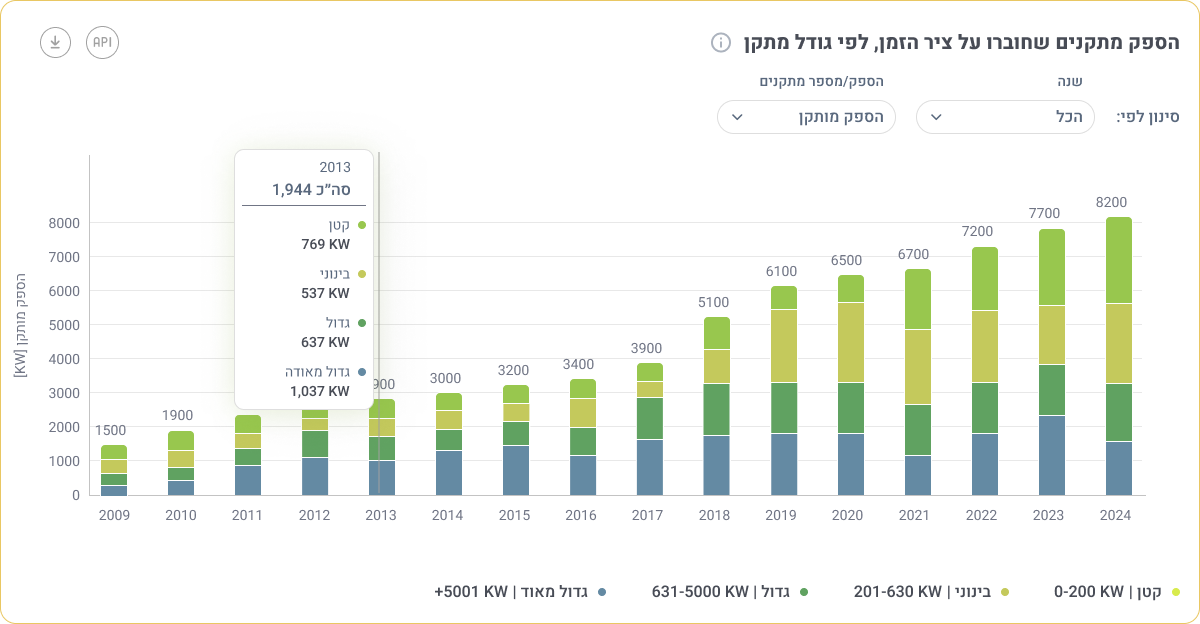 הספק מתקנים שחוברו על ציר הזמן, לפי גודל מתקן
API
שנה
הספק/מספר מתקנים
סינון לפי:
הכל
הספק מותקן
2013
סה״כ 1,944
קטן
769 KW
בינוני
537 KW
גדול
637 KW
גדול מאודה
1,037 KW
הספק מותקן [KW]
8000
7000
6000
5000
4000
3000
2000
1000
0
1500
1900
900
3000
3200
3400
3900
5100
6100
6500
6700
7200
7700
8200
2009 2010 2011 2012 2013 2014 2015 2016 2017 2018 2019 2020 2021 2022 2023 2024
קטן | 0-200 KW
בינוני | 201-630 KW
גדול | 631-5000 KW
גדול מאוד | 5001 KW+